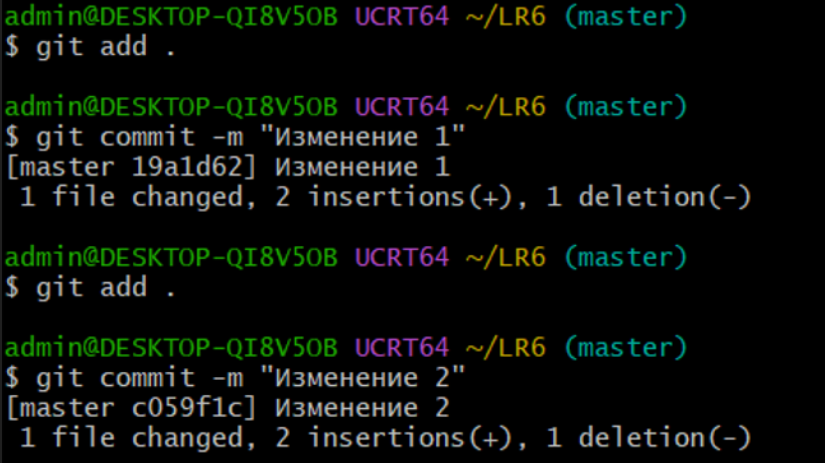 admin@DESKTOP-QI8V5OB UCRT64 ~/LR6 (master)
$ git add .
admin@DESKTOP-QI8V5OB UCRT64 ~/LR6 (master)
$ git commit -m "Изменение 1"
[master 19a1d62] Изменение 1
 1 file changed, 2 insertions(+), 1 deletion(-)
admin@DESKTOP-QI8V5OB UCRT64 ~/LR6 (master)
$ git add .
admin@DESKTOP-QI8V5OB UCRT64 ~/LR6 (master)
$ git commit -m "Изменение 2"
[master c059f1c] Изменение 2
 1 file changed, 2 insertions(+), 1 deletion(-)